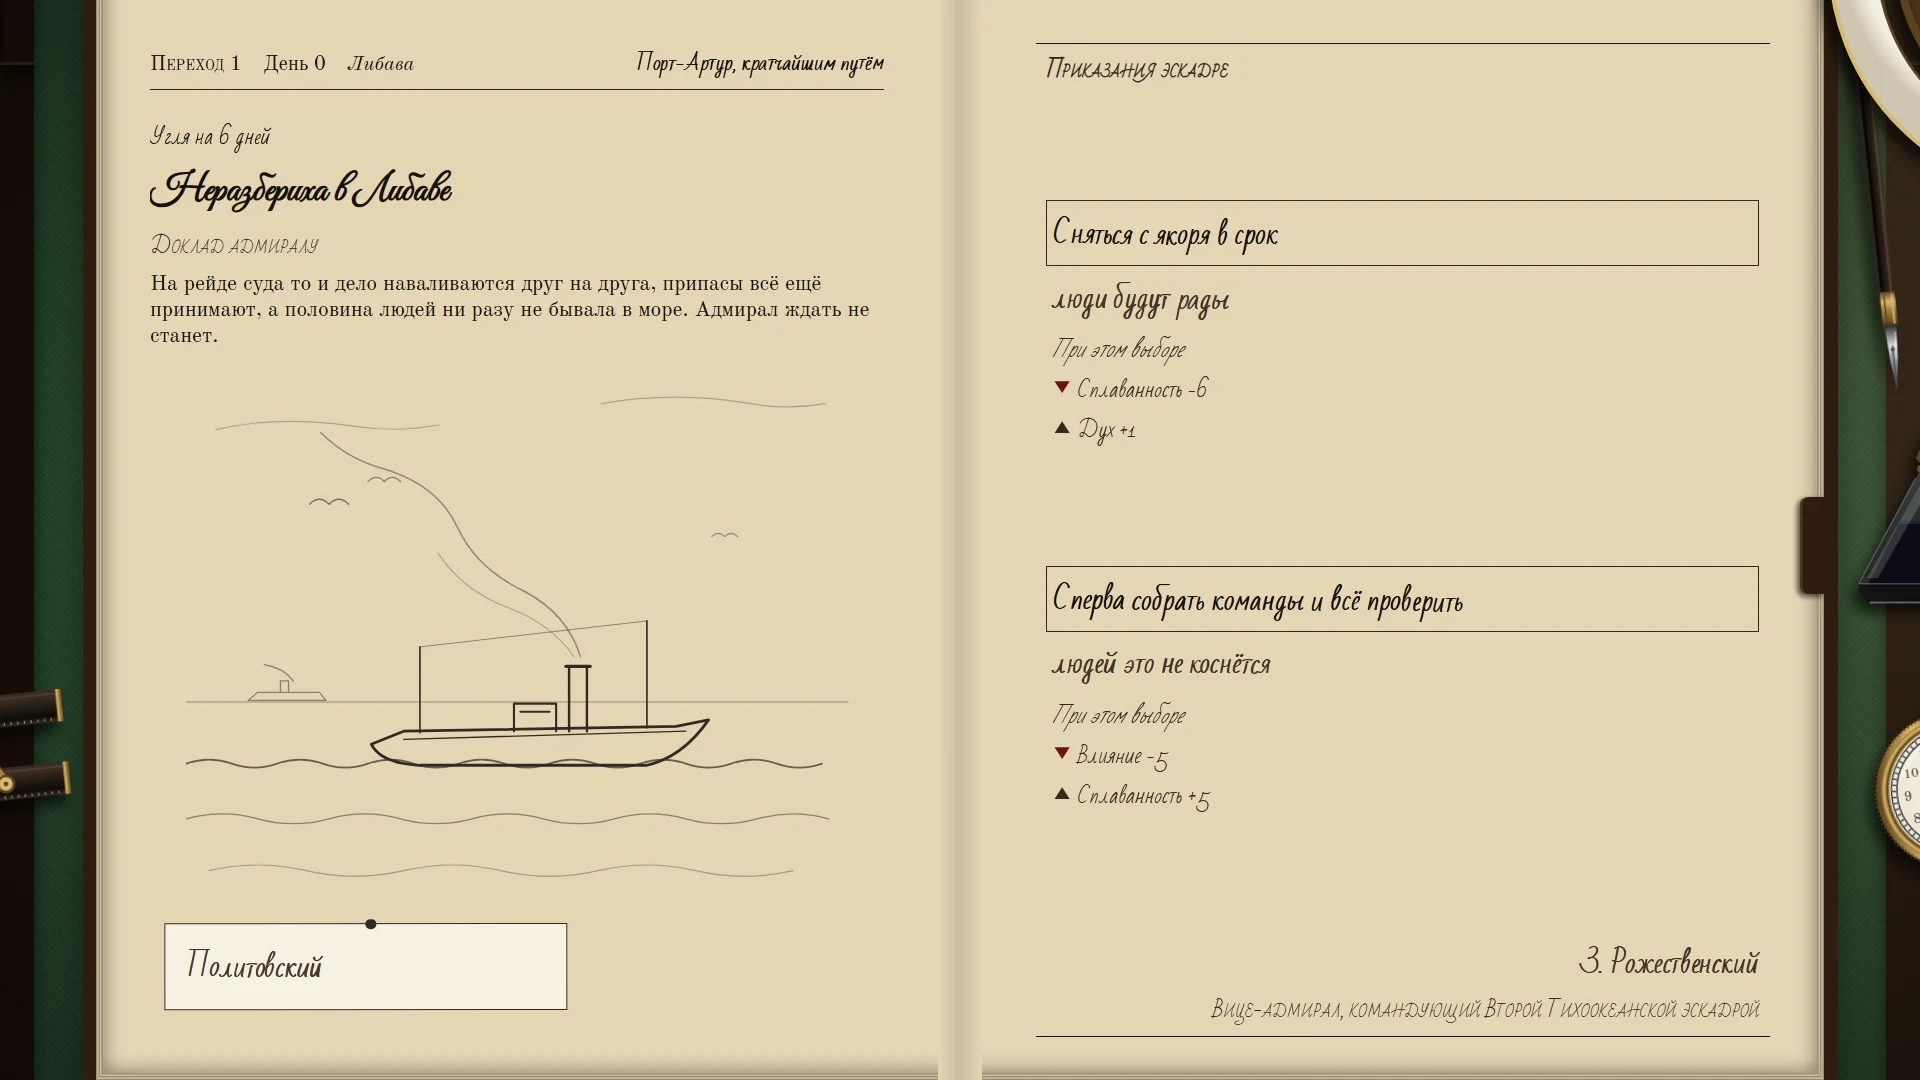 Переход 1 День 0 Либава
Порт-Артур, кратчайшим путём
Угля на 6 дней
Неразбериха в Либаве
Доклад адмиралу
На рейде суда то и дело наваливаются друг на друга, припасы всё ещё
принимают, а половина людей ни разу не бывала в море. Адмирал ждать не
станет.
Политовский
Приказания эскадре
Сняться с якоря в срок
люди будут рады
При этом выборе
▼ Сплаванность -6
▲ Дух +1
Сперва собрать команды и всё проверить
людей это не коснётся
При этом выборе
▼ Влияние -5
▲ Сплаванность +5
З. Рожественский
Вице-адмирал, командующий Второй Тихоокеанской эскадрой
10
9
8